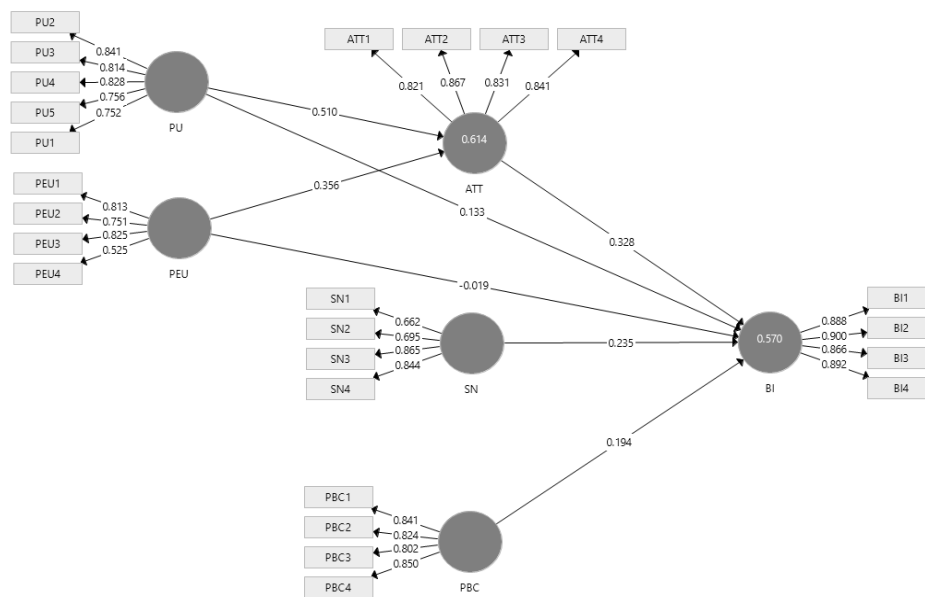 PU2
PU3
PU4
PU5
PU1
0.841
0.814
0.828
0.756
0.752
PU
ATT1
ATT2
ATT3
ATT4
0.821
0.867
0.831
0.841
0.614
ATT
0.510
0.356
0.133
0.328
PEU1
PEU2
PEU3
PEU4
0.813
0.751
0.825
0.525
PEU
-0.019
SN1
SN2
SN3
SN4
0.662
0.695
0.865
0.844
SN
0.235
0.570
BI
0.888
0.900
0.866
0.892
BI1
BI2
BI3
BI4
0.194
PBC1
PBC2
PBC3
PBC4
0.841
0.824
0.802
0.850
PBC